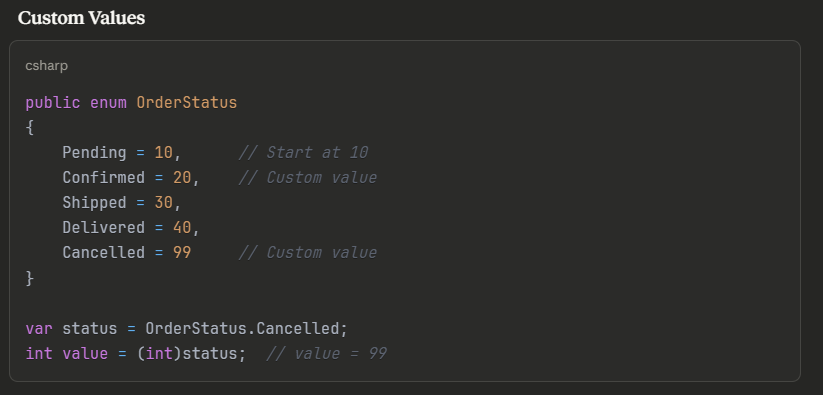 Custom Values
csharp
public enum OrderStatus
{
    Pending = 10,      // Start at 10
    Confirmed = 20,    // Custom value
    Shipped = 30,
    Delivered = 40,
    Cancelled = 99     // Custom value
}
var status = OrderStatus.Cancelled;
int value = (int)status;  // value = 99